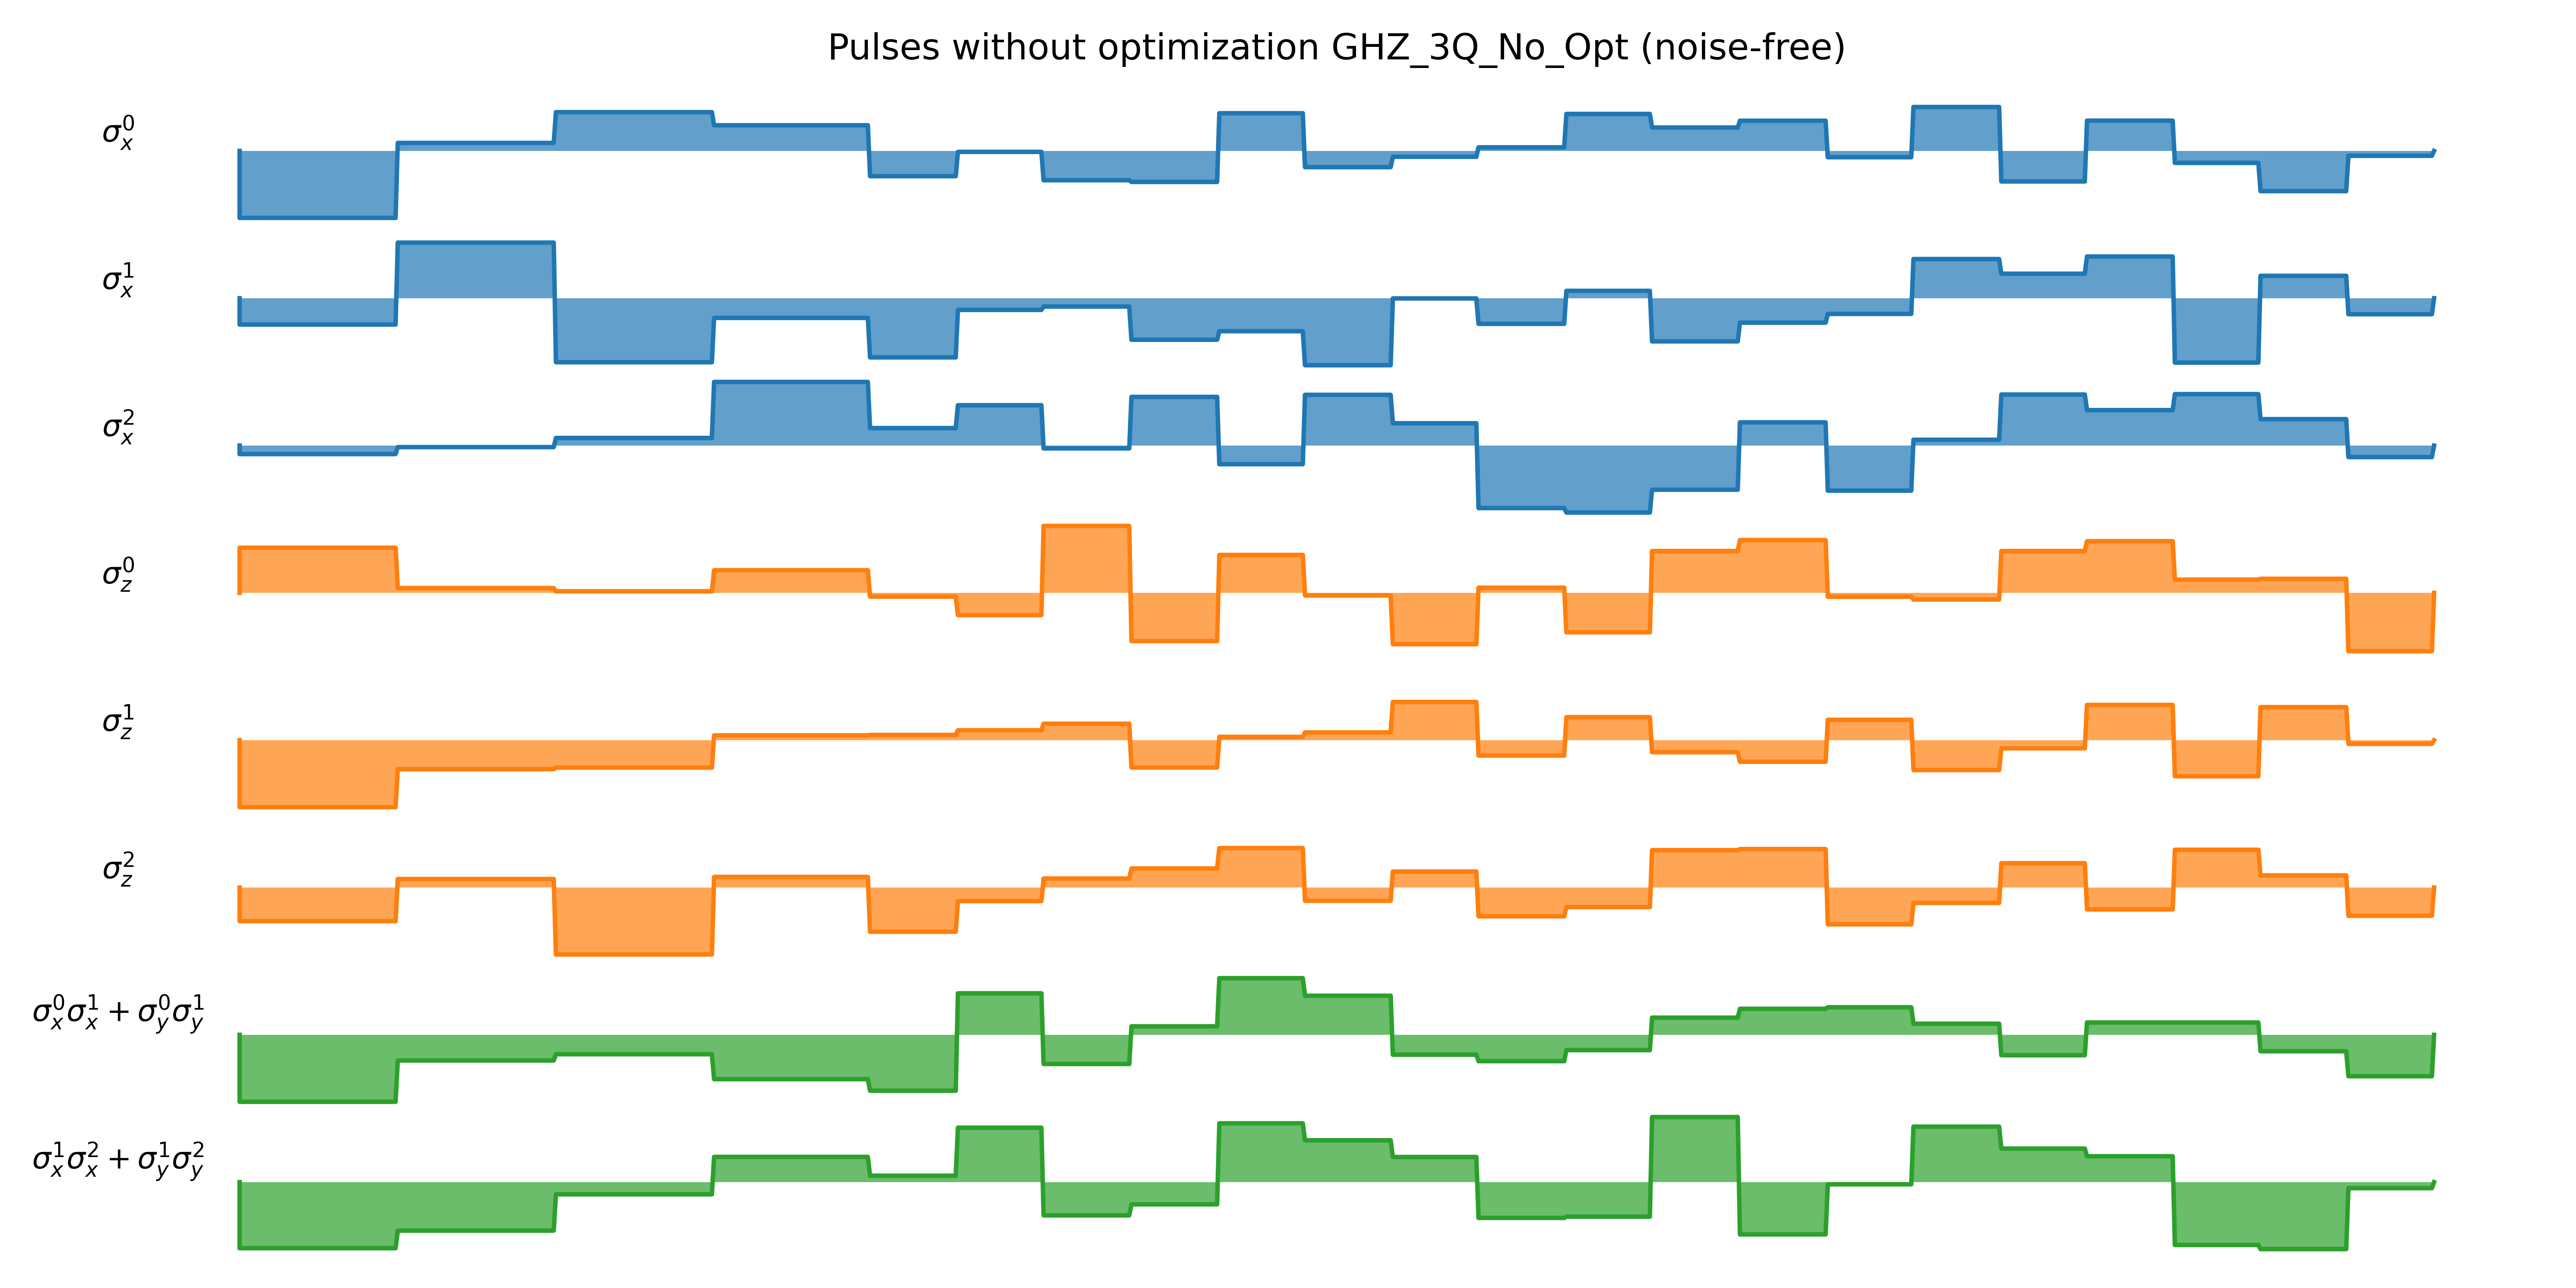 Pulses without optimization GHZ_3Q_No_Opt (noise-free)
σ_x^0
σ_x^1
σ_x^2
σ_z^0
σ_z^1
σ_z^2
σ_x^0σ_x^1 + σ_y^0σ_y^1
σ_x^1σ_x^2 + σ_y^1σ_y^2